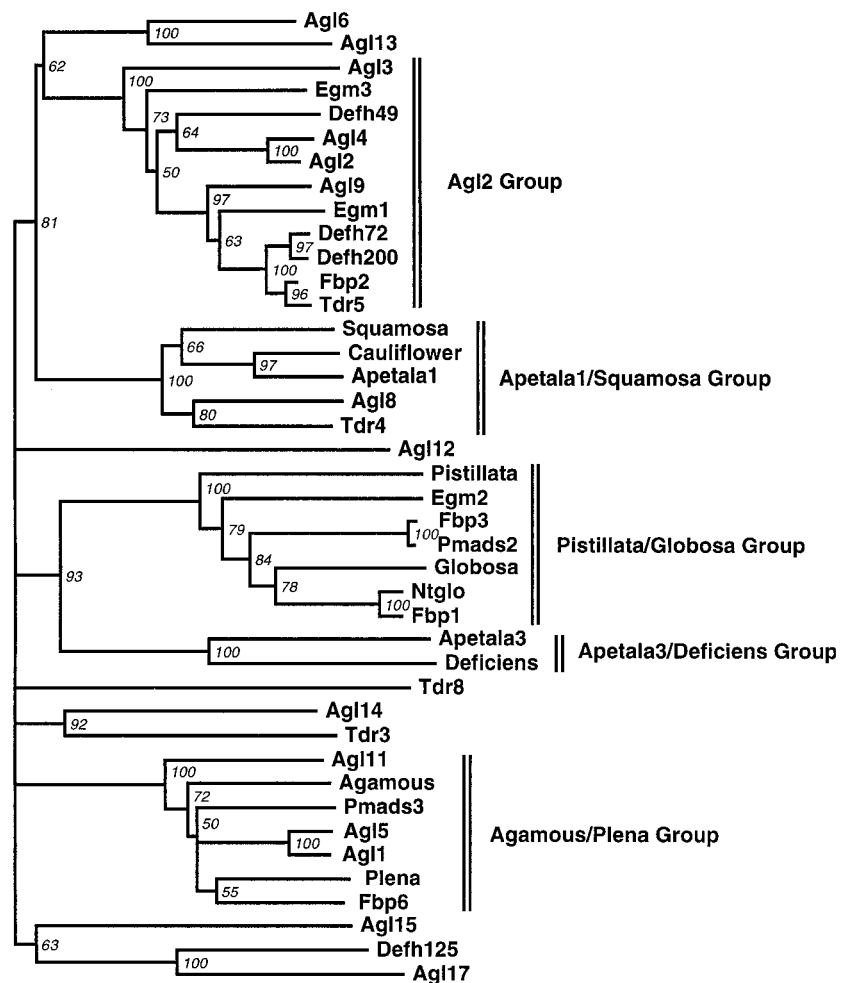 Agl6
100
Agl13
62
Agl3
100
Egm3
73
Defh49
64
Agl4
100
Agl2
50
Agl9
Agl2 Group
97
Egm1
81
Defh72
63
97
Defh200
100
Fbp2
96
Tdr5
Squamosa
66
Cauliflower
97
Apetala1
100
Apetala1/Squamosa Group
Agl8
80
Tdr4
Agl12
Pistillata
100
Egm2
Fbp3
79
100
Pmads2
Pistillata/Globosa Group
84
Globosa
93
78
Ntglo
100
Fbp1
Apetala3
100
Apetala3/Deficiens Group
Deficiens
Tdr8
Agl14
92
Tdr3
Agl11
100
Agamous
72
Pmads3
50
Agl5
Agamous/Plena Group
100
Agl1
Plena
55
Fbp6
Agl15
63
Defh125
100
Agl17